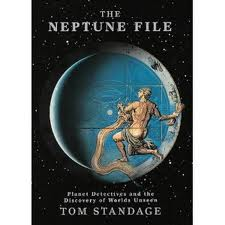 THE
NEPTUNE FILE
Planet Detectives and the
Discovery of Worlds Unseen
TOM STANDAGE